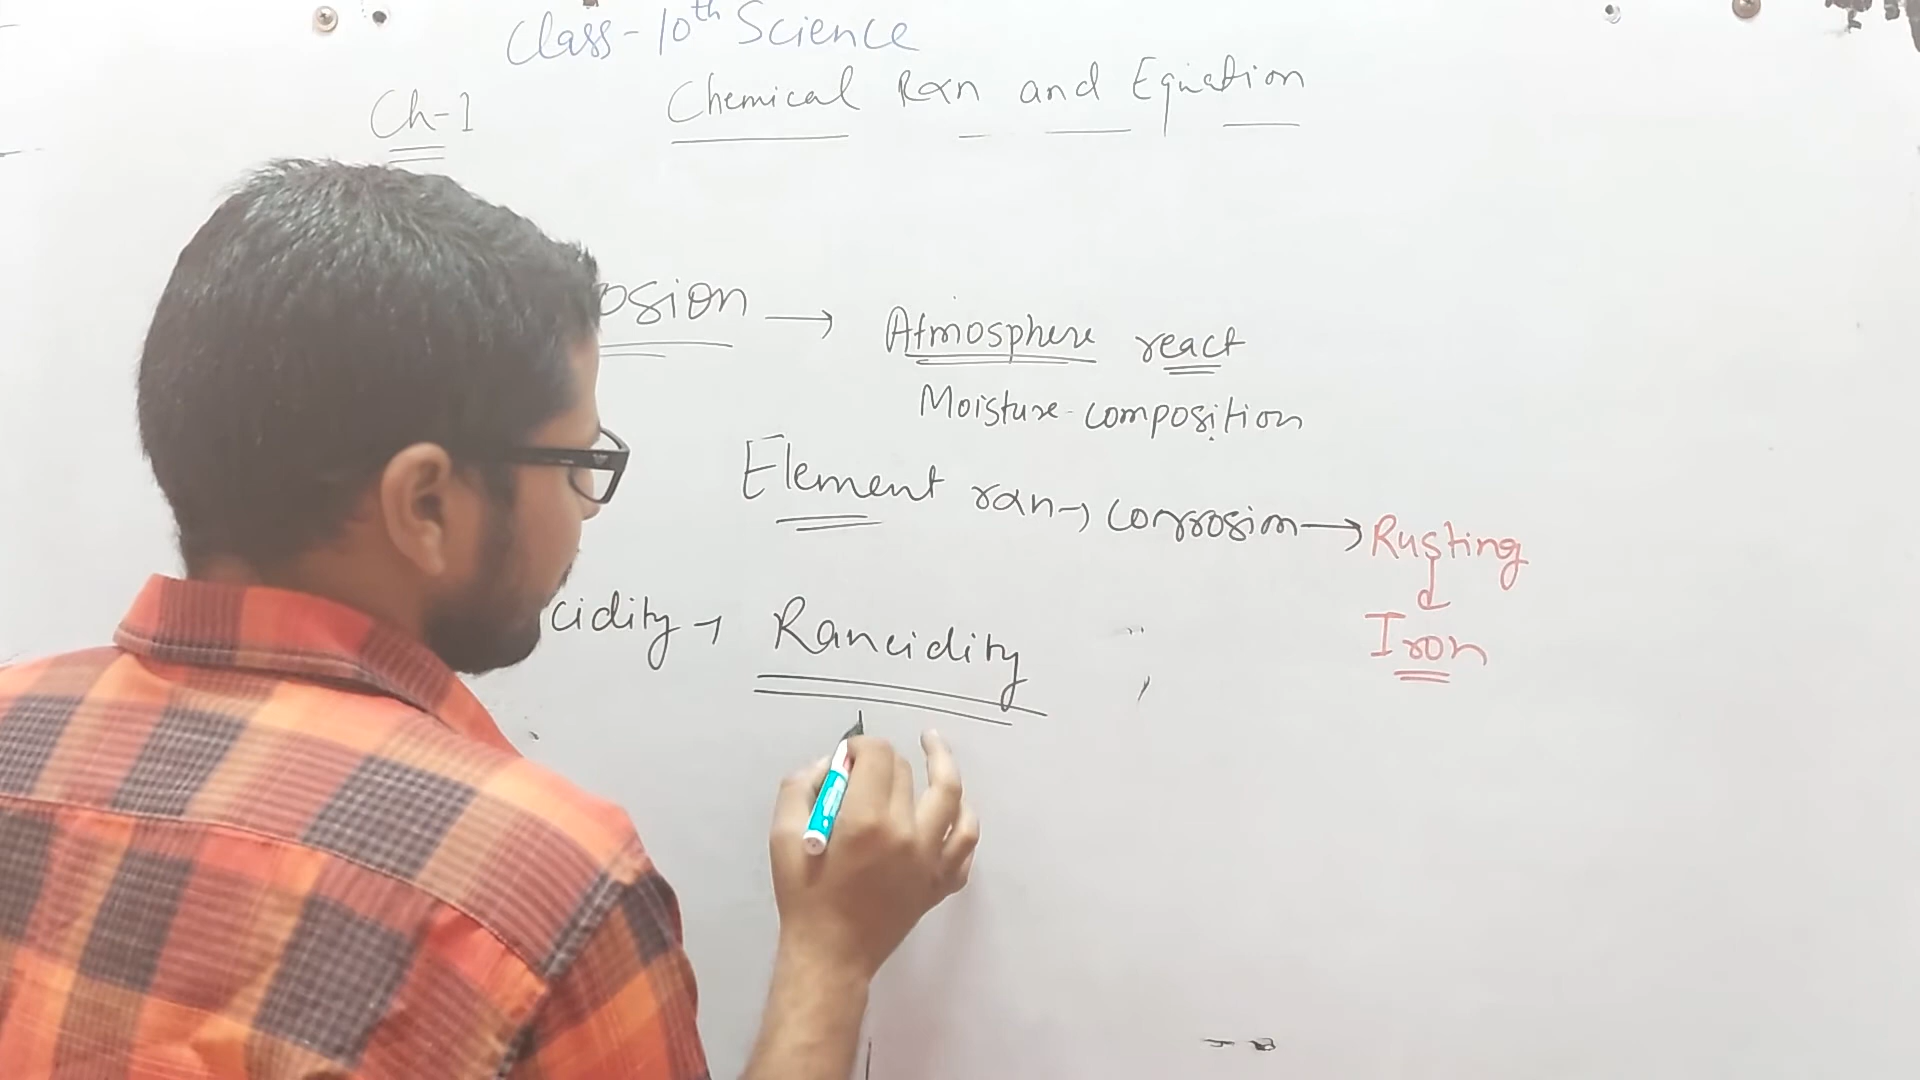 Class-10th Science
Ch-1 Chemical Rxn and Equation
osion → Atmosphere react
Moisture composition
Element rxn → corrosion → Rusting
↓
Iron
cidity → Rancidity